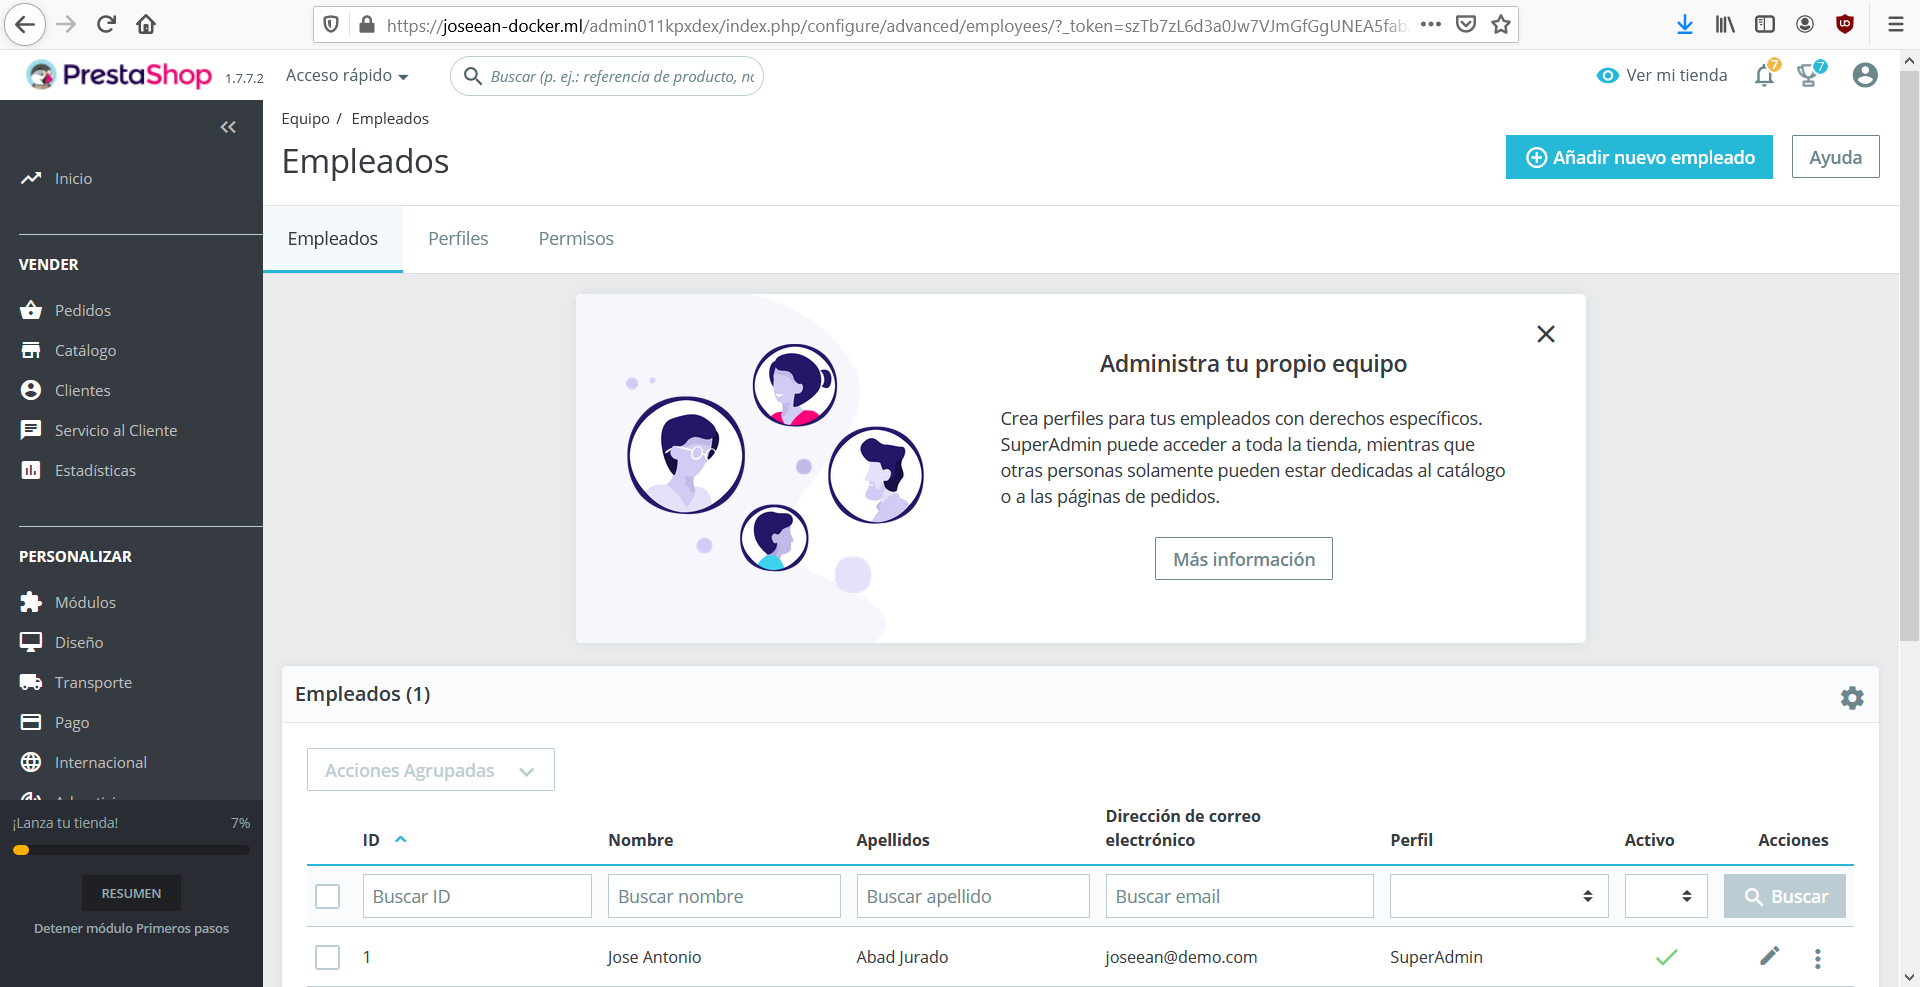 https://joseean-docker.ml/admin011kpxdex/index.php/configure/advanced/employees/?_token=szTb7zL6d3a0Jw7VJmGfGgUNEA5fab
PrestaShop 1.7.7.2
Acceso rápido
Buscar (p. ej.: referencia de producto, no
Ver mi tienda
7
7
Equipo / Empleados
Empleados
Añadir nuevo empleado
Ayuda
Empleados
Perfiles
Permisos
Inicio
VENDER
Pedidos
Catálogo
Clientes
Servicio al Cliente
Estadísticas
PERSONALIZAR
Módulos
Diseño
Transporte
Pago
Internacional
¡Lanza tu tienda! 7%
RESUMEN
Detener módulo Primeros pasos
Administra tu propio equipo
Crea perfiles para tus empleados con derechos específicos.
SuperAdmin puede acceder a toda la tienda, mientras que
otras personas solamente pueden estar dedicadas al catálogo
o a las páginas de pedidos.
Más información
Empleados (1)
Acciones Agrupadas
ID Nombre Apellidos Dirección de correo
electrónico Perfil Activo Acciones
Buscar ID Buscar nombre Buscar apellido Buscar email Buscar
1 Jose Antonio Abad Jurado joseean@demo.com SuperAdmin